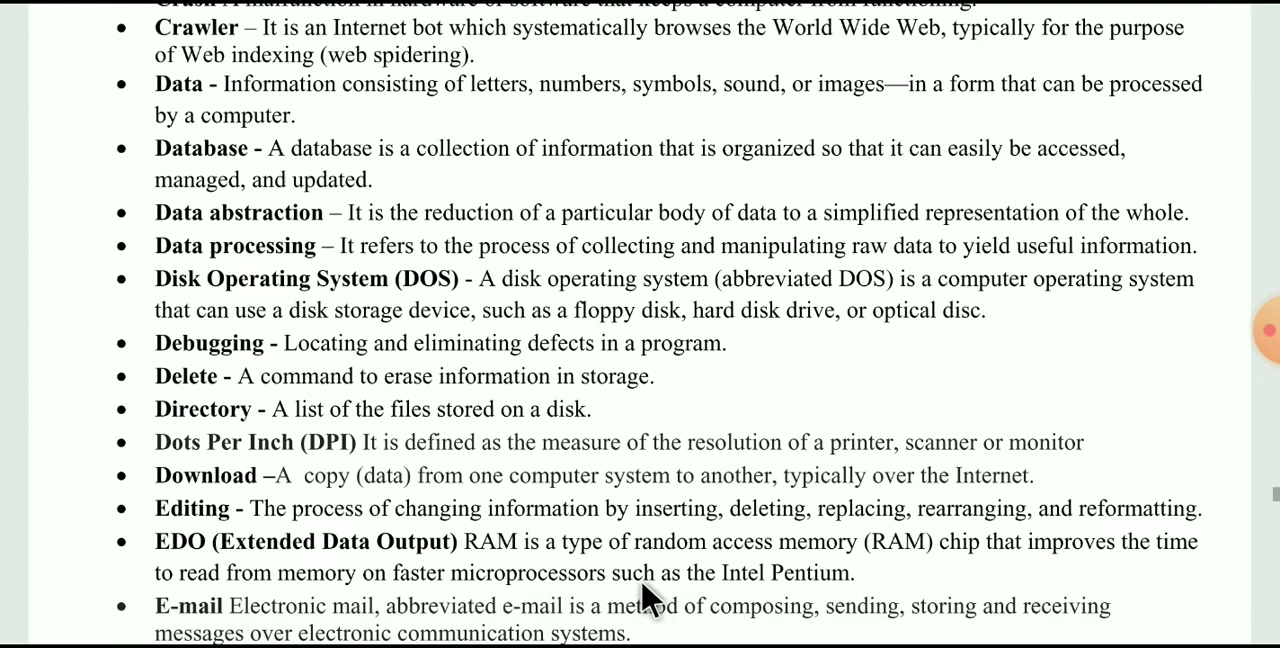 Crash A malfunction in hardware or software that keeps a computer from functioning.
• Crawler – It is an Internet bot which systematically browses the World Wide Web, typically for the purpose
of Web indexing (web spidering).
• Data - Information consisting of letters, numbers, symbols, sound, or images—in a form that can be processed
by a computer.
• Database - A database is a collection of information that is organized so that it can easily be accessed,
managed, and updated.
• Data abstraction – It is the reduction of a particular body of data to a simplified representation of the whole.
• Data processing – It refers to the process of collecting and manipulating raw data to yield useful information.
• Disk Operating System (DOS) - A disk operating system (abbreviated DOS) is a computer operating system
that can use a disk storage device, such as a floppy disk, hard disk drive, or optical disc.
• Debugging - Locating and eliminating defects in a program.
• Delete - A command to erase information in storage.
• Directory - A list of the files stored on a disk.
• Dots Per Inch (DPI) It is defined as the measure of the resolution of a printer, scanner or monitor
• Download –A copy (data) from one computer system to another, typically over the Internet.
• Editing - The process of changing information by inserting, deleting, replacing, rearranging, and reformatting.
• EDO (Extended Data Output) RAM is a type of random access memory (RAM) chip that improves the time
to read from memory on faster microprocessors such as the Intel Pentium.
• E-mail Electronic mail, abbreviated e-mail is a method of composing, sending, storing and receiving
messages over electronic communication systems.